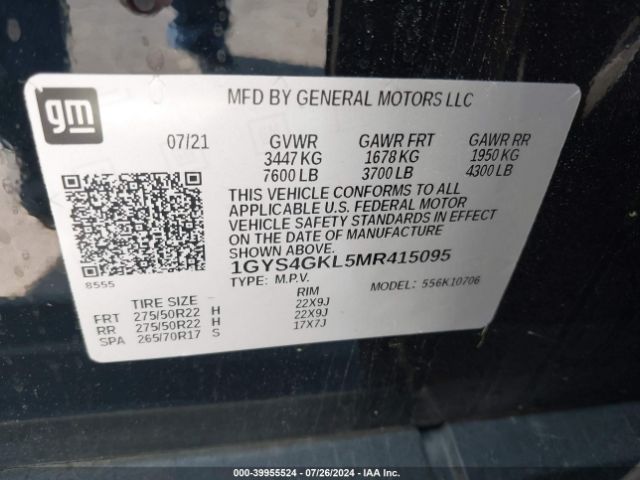 gm
MFD BY GENERAL MOTORS LLC
07/21 GVWR GAWR FRT GAWR RR
3447 KG 1678 KG 1950 KG
7600 LB 3700 LB 4300 LB
THIS VEHICLE CONFORMS TO ALL
APPLICABLE U.S. FEDERAL MOTOR
VEHICLE SAFETY STANDARDS IN EFFECT
ON THE DATE OF MANUFACTURE
SHOWN ABOVE.
1GYS4GKL5MR415095
TYPE: M.P.V. MODEL: 556K10706
8555
TIRE SIZE RIM
FRT 275/50R22 H 22X9J
RR 275/50R22 H 22X9J
SPA 265/70R17 S 17X7J
000-39955524 / 07/26/2024 - IAA Inc.